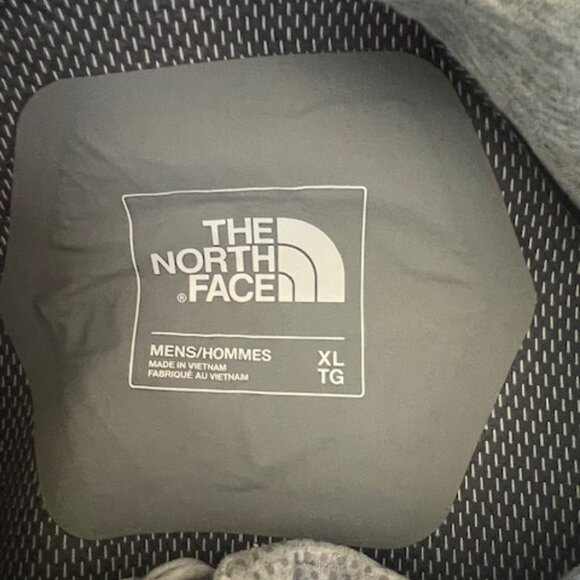 THE
NORTH
® FACE
MENS/HOMMES
MADE IN VIETNAM
FABRIQUÉ AU VIETNAM
XL
TG